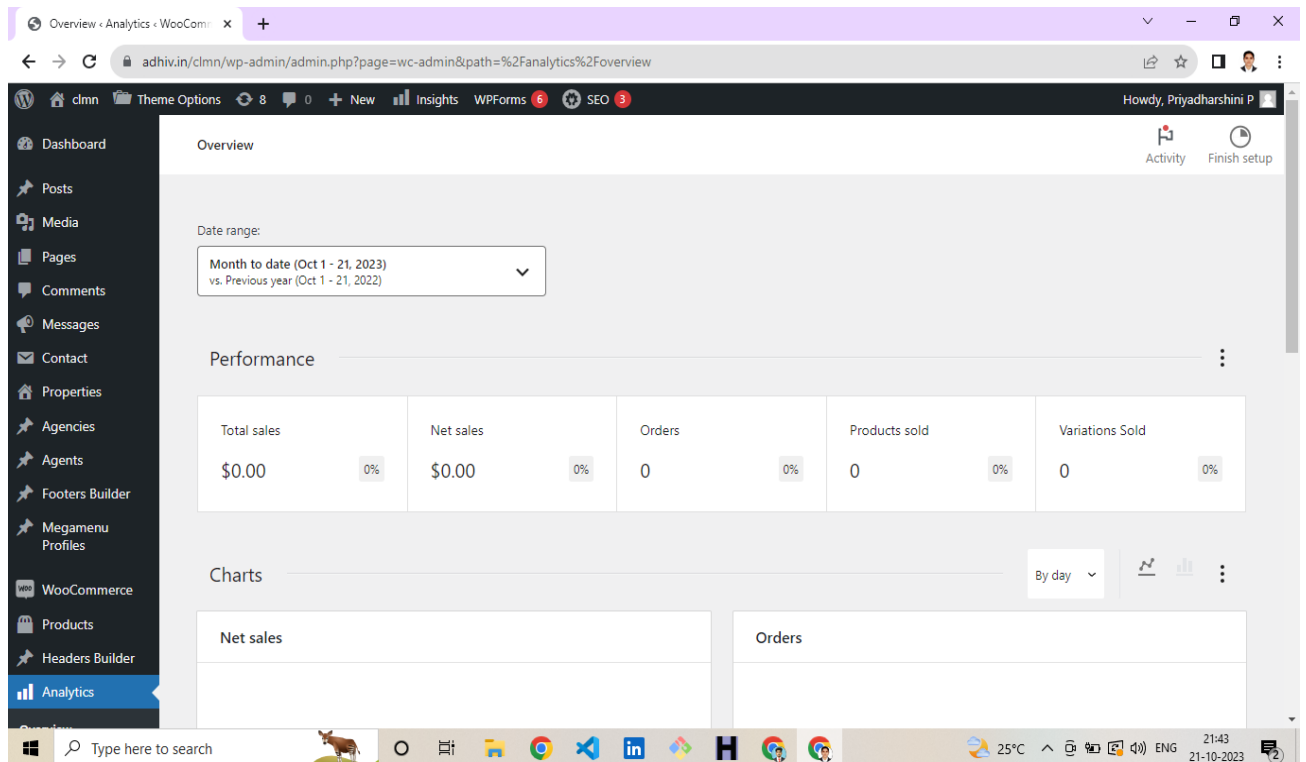 Overview ‹ Analytics ‹ WooComm
adhiv.in/clmn/wp-admin/admin.php?page=wc-admin&path=%2Fanalytics%2Foverview
clmn Theme Options 8 0 New Insights WPForms 6 SEO 3 Howdy, Priyadharshini P
Dashboard
Posts
Media
Pages
Comments
Messages
Contact
Properties
Agencies
Agents
Footers Builder
Megamenu
Profiles
WooCommerce
Products
Headers Builder
Analytics
Overview
Overview
Activity
Finish setup
Date range:
Month to date (Oct 1 - 21, 2023)
vs. Previous year (Oct 1 - 21, 2022)
Performance
Total sales
$0.00 0%
Net sales
$0.00 0%
Orders
0 0%
Products sold
0 0%
Variations Sold
0 0%
Charts
By day
Net sales
Orders
Type here to search
25°C ENG
21:43
21-10-2023
2